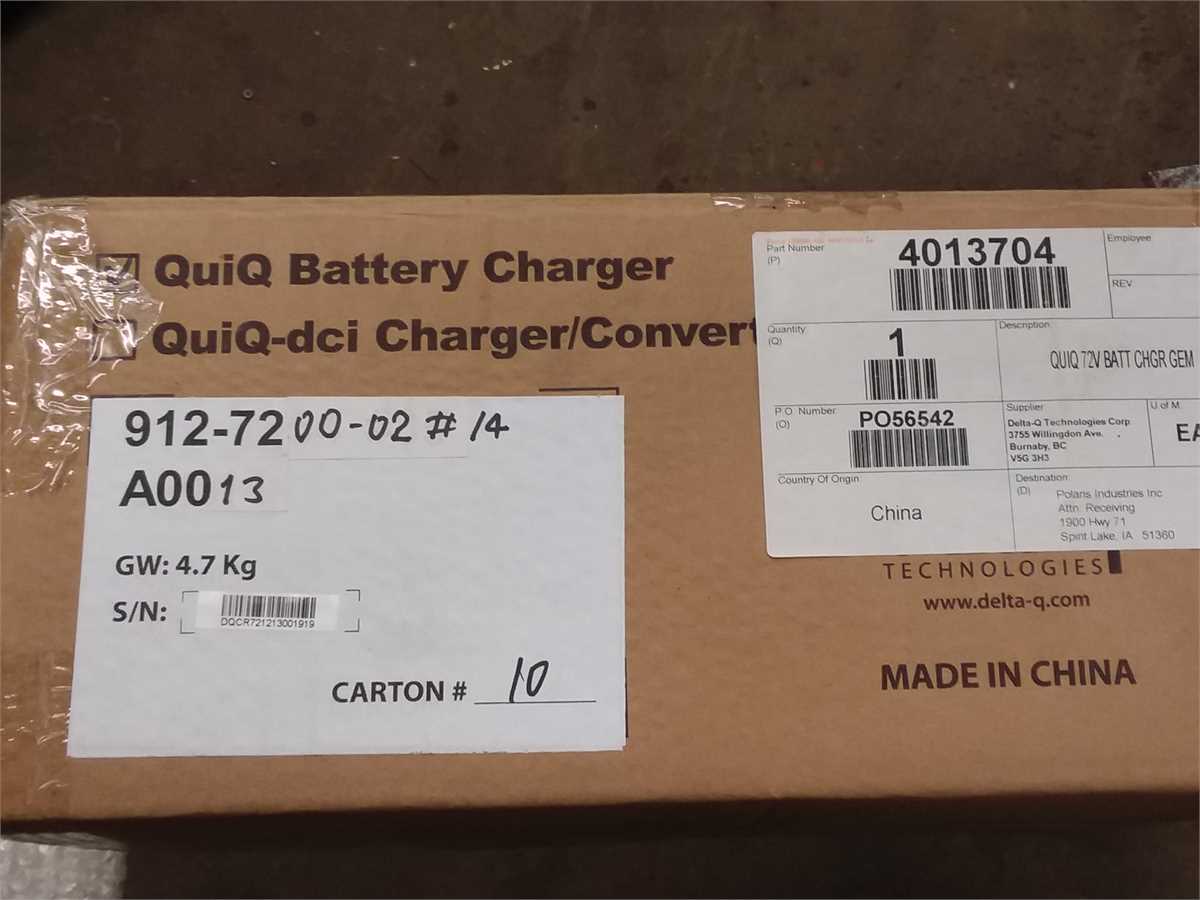 QuiQ Battery Charger
QuiQ-dci Charger/Convert
912-7200-02 #14
A0013
GW: 4.7 Kg
S/N:
DQCR721213001919
CARTON # 10
Part Number
(P)
4013704
Employee
REV
Quantity
(Q)
1
Description
QUIQ 72V BATT CHGR GEM
P.O. Number
(O)
PO56542
Supplier
Delta-Q Technologies Corp
3755 Willingdon Ave.
Burnaby, BC
V5G 3H3
U of M
EA
Country Of Origin
China
Destination:
(D)
Polaris Industries Inc
Attn: Receiving
1900 Hwy 71
Spirit Lake, IA 51360
TECHNOLOGIES
www.delta-q.com
MADE IN CHINA